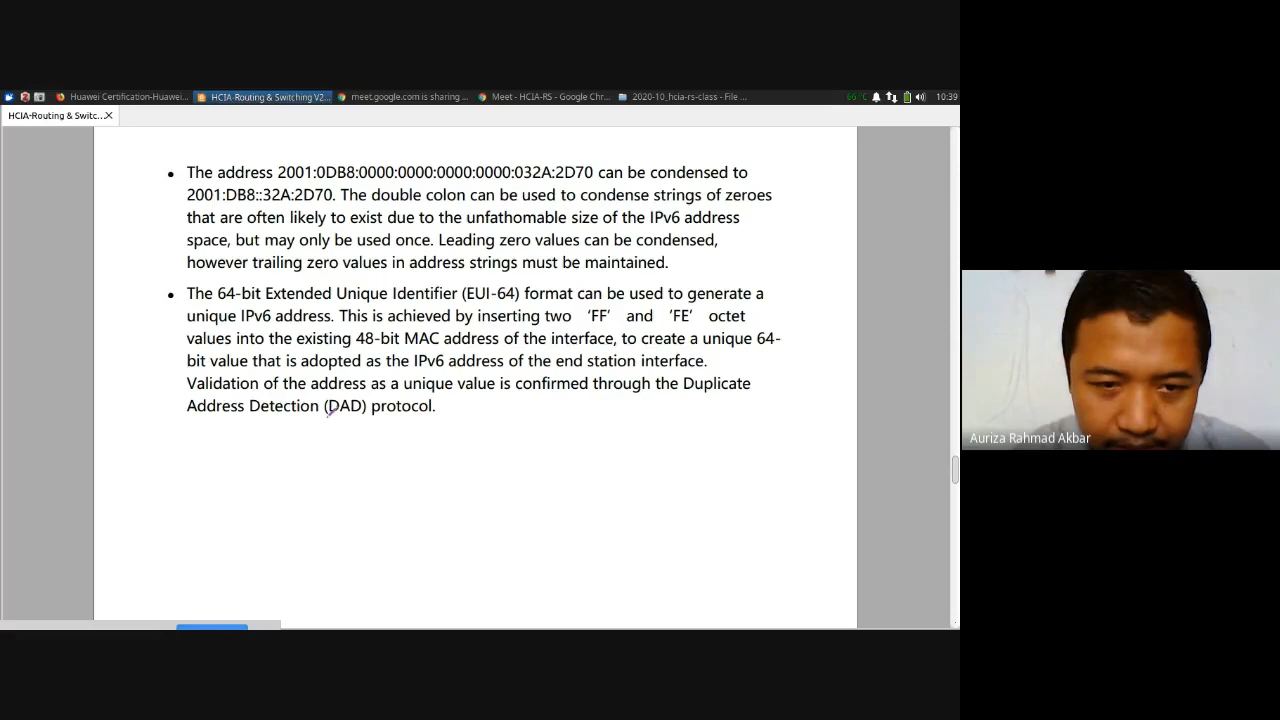 Huawei Certification-Huawei...
HCIA-Routing & Switching V2...
meet.google.com is sharing ...
Meet - HCIA-RS - Google Chr...
2020-10_hcia-rs-class - File ...
66°C
10:39
HCIA-Routing & Switc...
• The address 2001:0DB8:0000:0000:0000:0000:032A:2D70 can be condensed to
2001:DB8::32A:2D70. The double colon can be used to condense strings of zeroes
that are often likely to exist due to the unfathomable size of the IPv6 address
space, but may only be used once. Leading zero values can be condensed,
however trailing zero values in address strings must be maintained.
• The 64-bit Extended Unique Identifier (EUI-64) format can be used to generate a
unique IPv6 address. This is achieved by inserting two ‘FF’ and ‘FE’ octet
values into the existing 48-bit MAC address of the interface, to create a unique 64-
bit value that is adopted as the IPv6 address of the end station interface.
Validation of the address as a unique value is confirmed through the Duplicate
Address Detection (DAD) protocol.
Auriza Rahmad Akbar